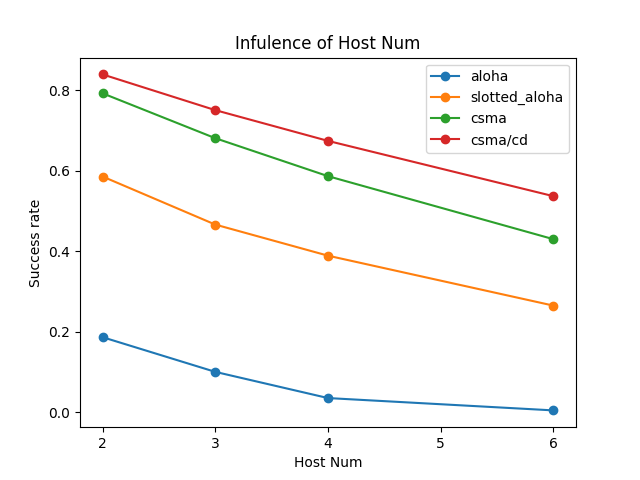 Infulence of Host Num
aloha
slotted_aloha
csma
csma/cd
Success rate
0.8
0.6
0.4
0.2
0.0
2 3 4 5 6
Host Num